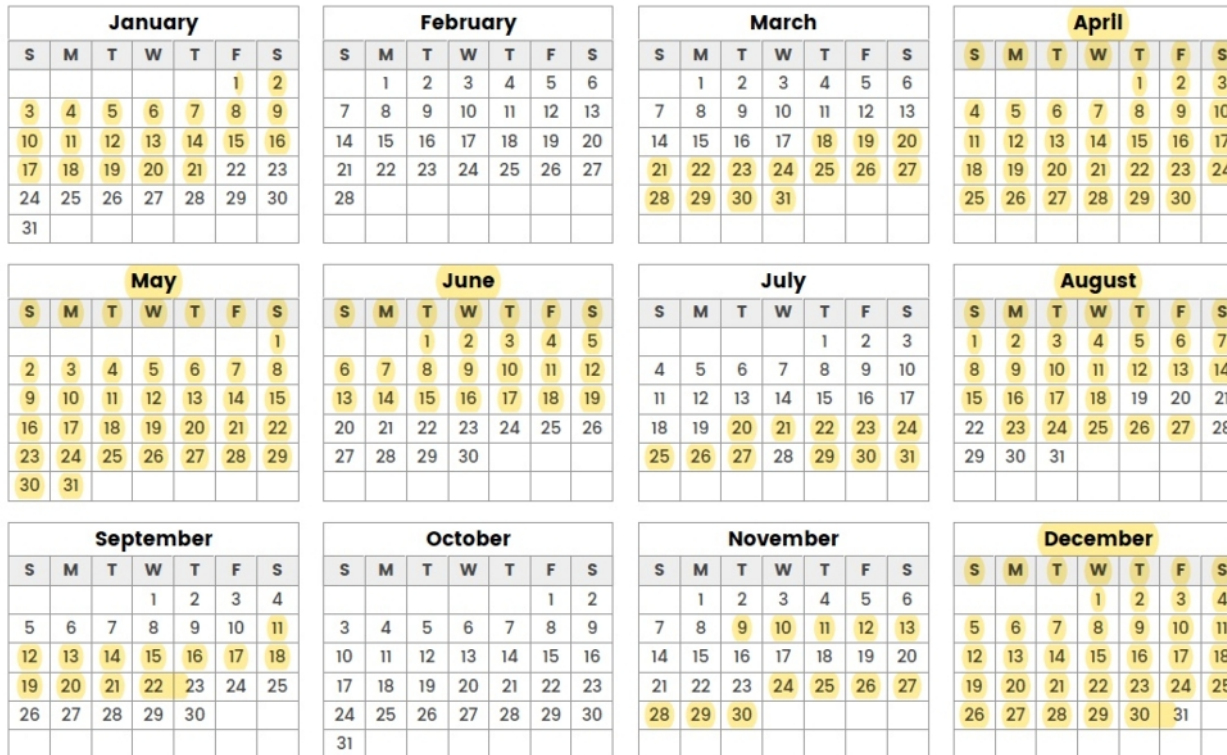 January
S M T W T F S
1 2
3 4 5 6 7 8 9
10 11 12 13 14 15 16
17 18 19 20 21 22 23
24 25 26 27 28 29 30
31
February
S M T W T F S
1 2 3 4 5 6
7 8 9 10 11 12 13
14 15 16 17 18 19 20
21 22 23 24 25 26 27
28
March
S M T W T F S
1 2 3 4 5 6
7 8 9 10 11 12 13
14 15 16 17 18 19 20
21 22 23 24 25 26 27
28 29 30 31
April
S M T W T F S
1 2 3
4 5 6 7 8 9 10
11 12 13 14 15 16 17
18 19 20 21 22 23 24
25 26 27 28 29 30
May
S M T W T F S
1
2 3 4 5 6 7 8
9 10 11 12 13 14 15
16 17 18 19 20 21 22
23 24 25 26 27 28 29
30 31
June
S M T W T F S
1 2 3 4 5
6 7 8 9 10 11 12
13 14 15 16 17 18 19
20 21 22 23 24 25 26
27 28 29 30
July
S M T W T F S
1 2 3
4 5 6 7 8 9 10
11 12 13 14 15 16 17
18 19 20 21 22 23 24
25 26 27 28 29 30 31
August
S M T W T F S
1 2 3 4 5 6 7
8 9 10 11 12 13 14
15 16 17 18 19 20 21
22 23 24 25 26 27 28
29 30 31
September
S M T W T F S
1 2 3 4
5 6 7 8 9 10 11
12 13 14 15 16 17 18
19 20 21 22 23 24 25
26 27 28 29 30
October
S M T W T F S
1 2
3 4 5 6 7 8 9
10 11 12 13 14 15 16
17 18 19 20 21 22 23
24 25 26 27 28 29 30
31
November
S M T W T F S
1 2 3 4 5 6
7 8 9 10 11 12 13
14 15 16 17 18 19 20
21 22 23 24 25 26 27
28 29 30
December
S M T W T F S
1 2 3 4
5 6 7 8 9 10 11
12 13 14 15 16 17 18
19 20 21 22 23 24 25
26 27 28 29 30 31